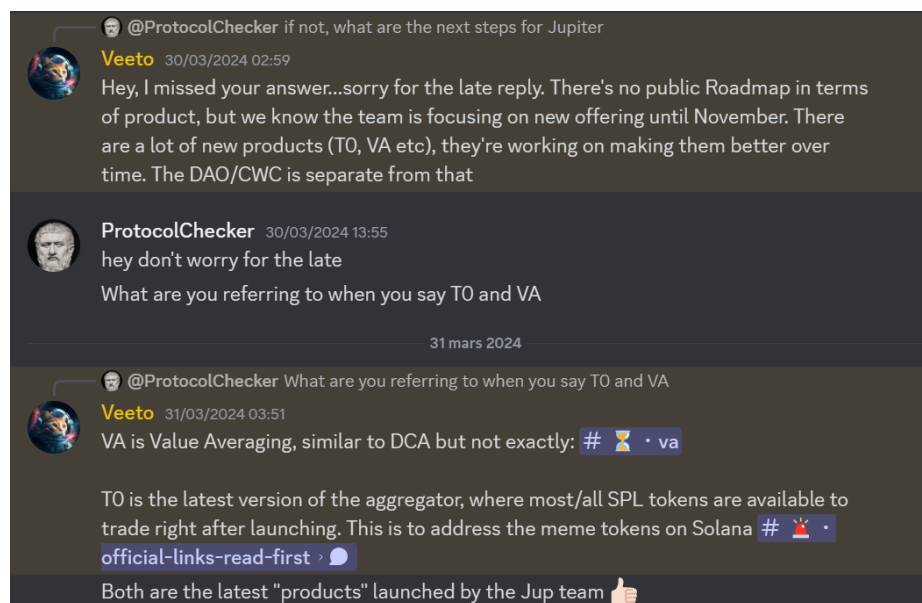 @ProtocolChecker if not, what are the next steps for Jupiter
Veeto 30/03/2024 02:59
Hey, I missed your answer...sorry for the late reply. There's no public Roadmap in terms
of product, but we know the team is focusing on new offering until November. There
are a lot of new products (T0, VA etc), they're working on making them better over
time. The DAO/CWC is separate from that
ProtocolChecker 30/03/2024 13:55
hey don't worry for the late
What are you referring to when you say T0 and VA
31 mars 2024
@ProtocolChecker What are you referring to when you say T0 and VA
Veeto 31/03/2024 03:51
VA is Value Averaging, similar to DCA but not exactly: # ⏳ · va
T0 is the latest version of the aggregator, where most/all SPL tokens are available to
trade right after launching. This is to address the meme tokens on Solana # 🚨 ·
official-links-read-first › 💬
Both are the latest "products" launched by the Jup team 👍🏻